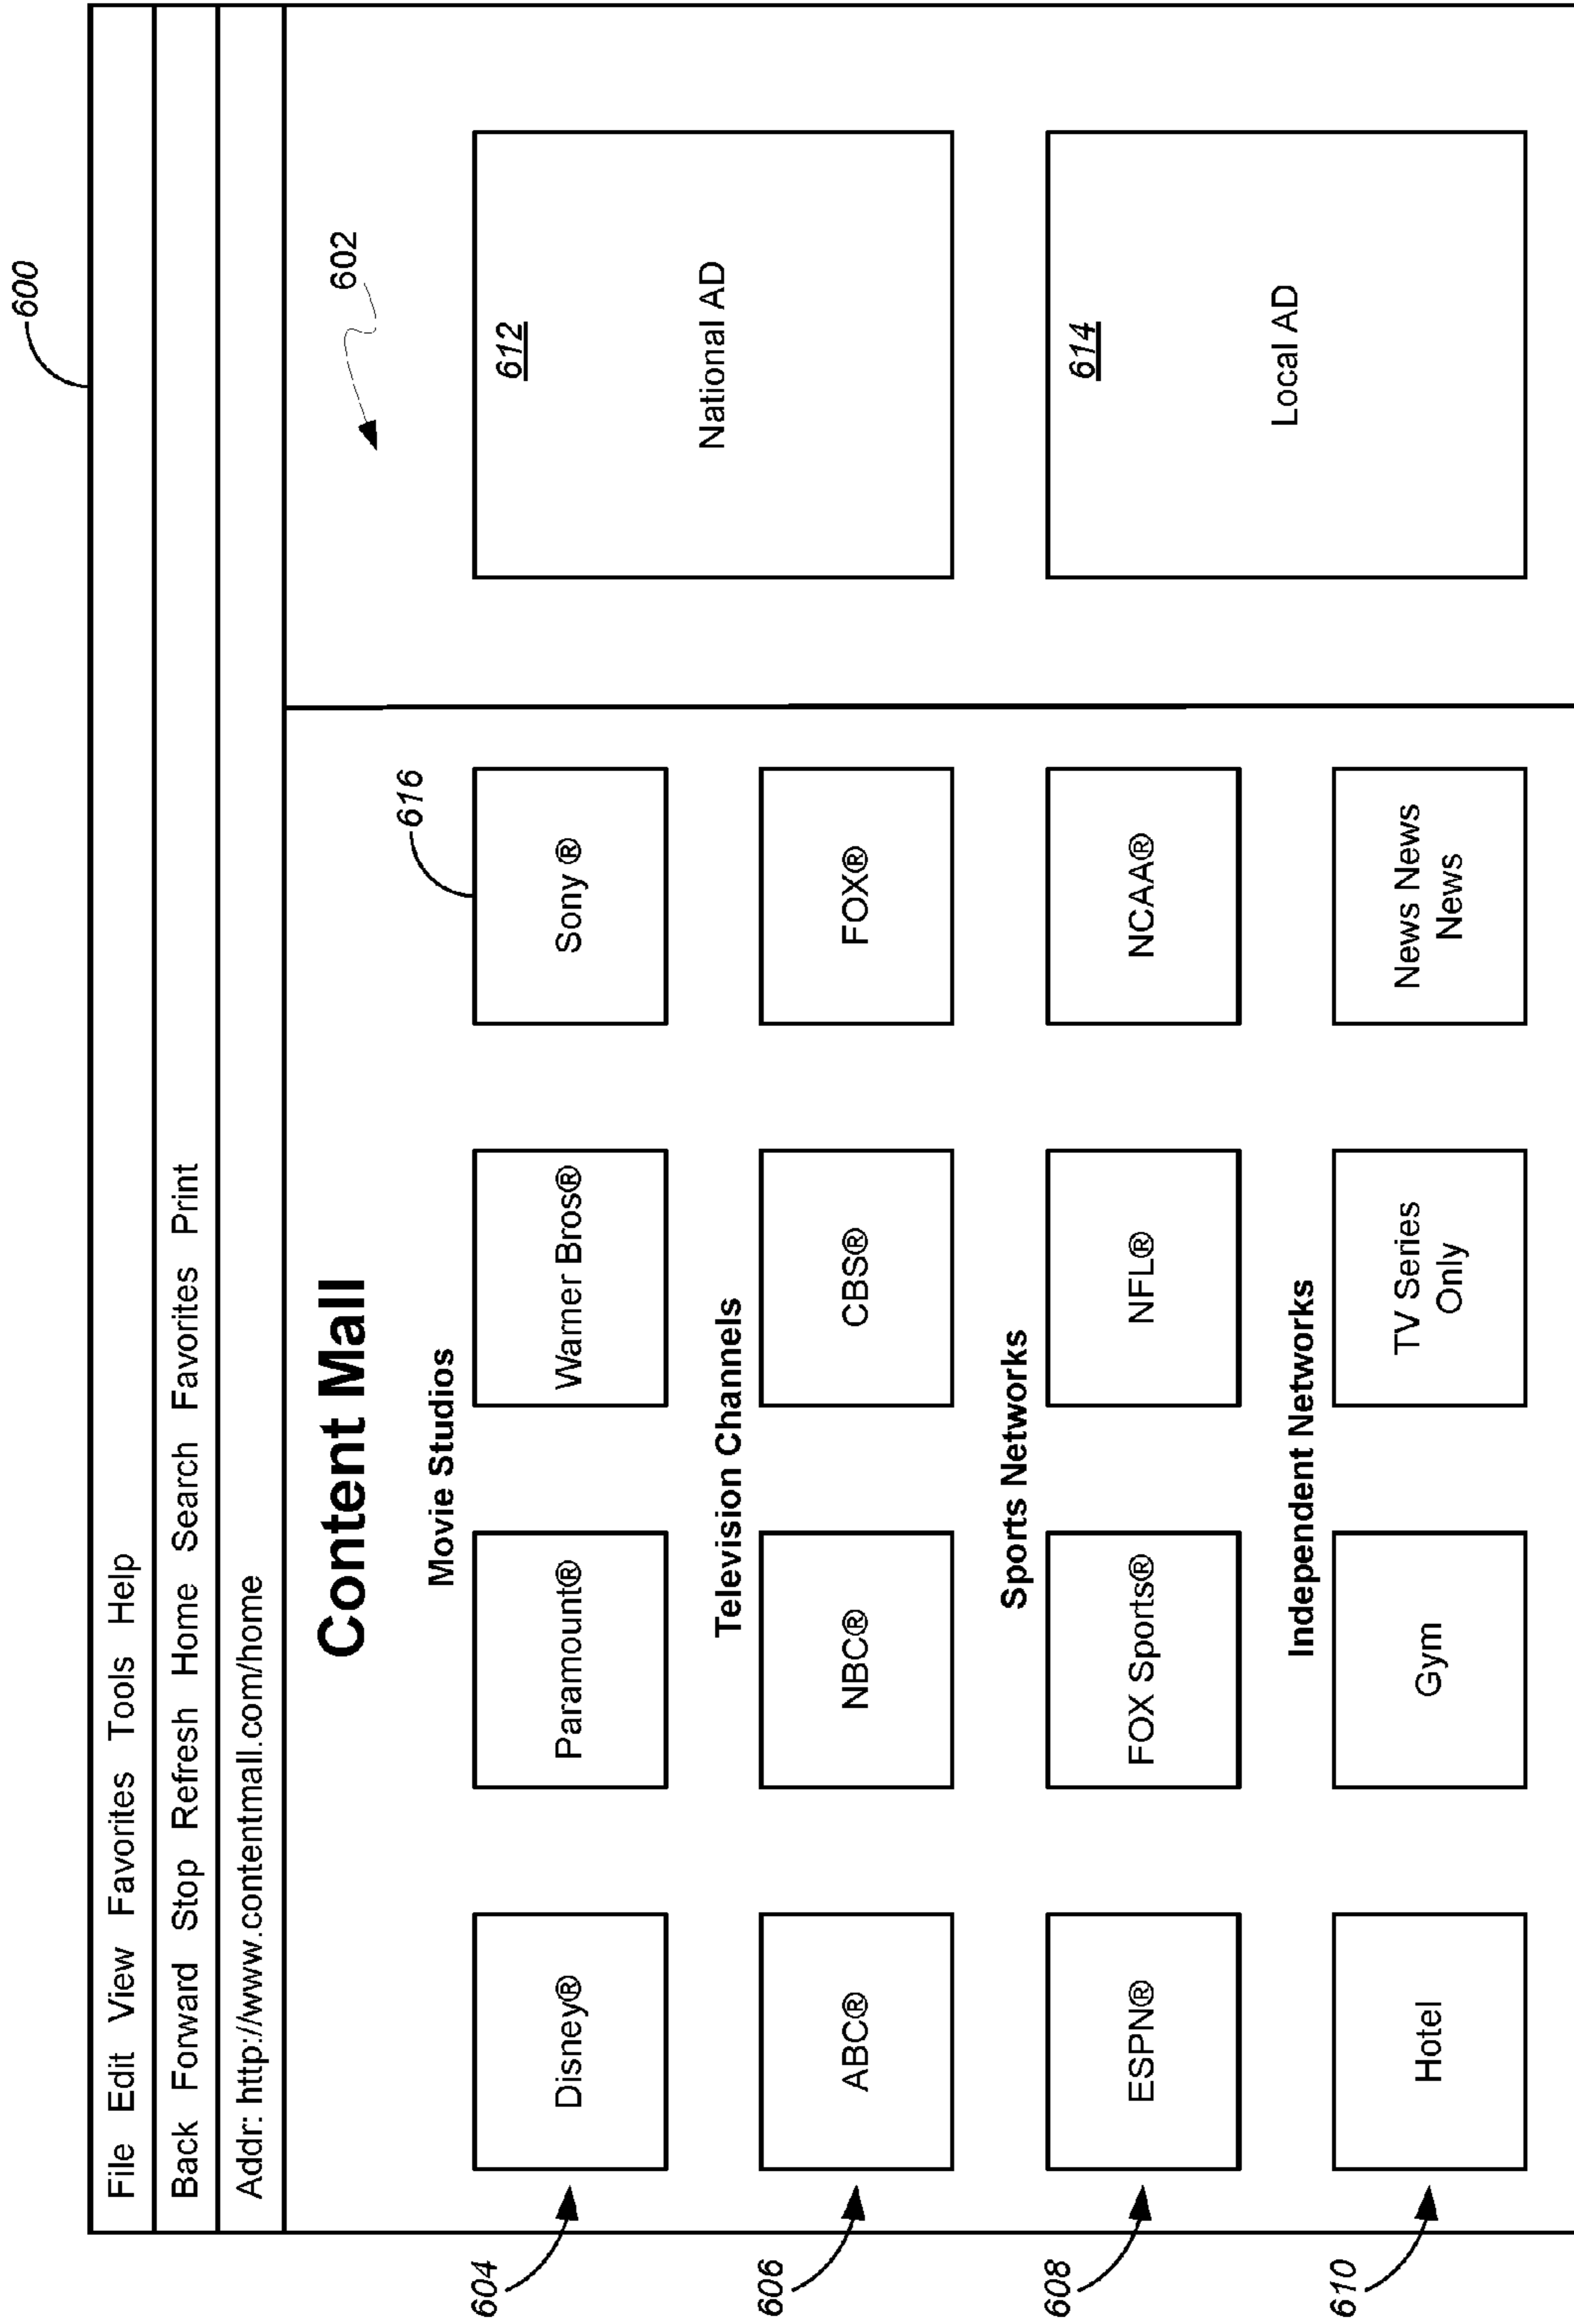 600
File Edit View Favorites Tools Help
Back Forward Stop Refresh Home Search Favorites Print
Addr: http://www.contentmall.com/home
Content Mall
602
Movie Studios
616
604
Disney®
Paramount®
Warner Bros®
Sony ®
612
National AD
Television Channels
606
ABC®
NBC®
CBS®
FOX®
Sports Networks
608
ESPN®
FOX Sports®
NFL®
NCAA®
614
Local AD
Independent Networks
610
Hotel
Gym
TV Series
Only
News News
News